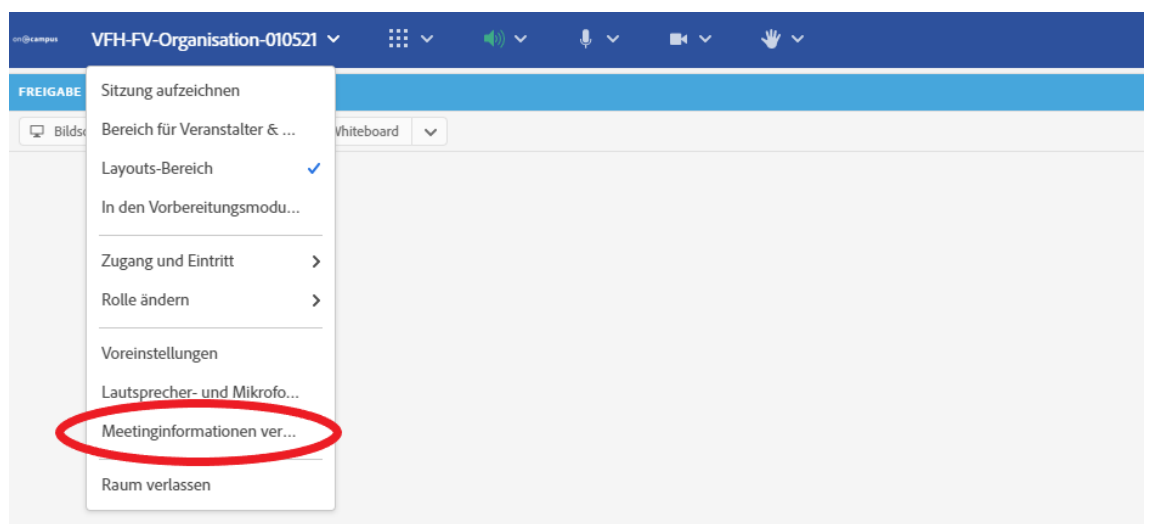 on@campus VFH-FV-Organisation-010521
FREIGABE
Sitzung aufzeichnen
Bildsc
Bereich für Veranstalter & ...
Whiteboard
Layouts-Bereich
In den Vorbereitungsmodu...
Zugang und Eintritt
Rolle ändern
Voreinstellungen
Lautsprecher- und Mikrofo...
Meetinginformationen ver...
Raum verlassen